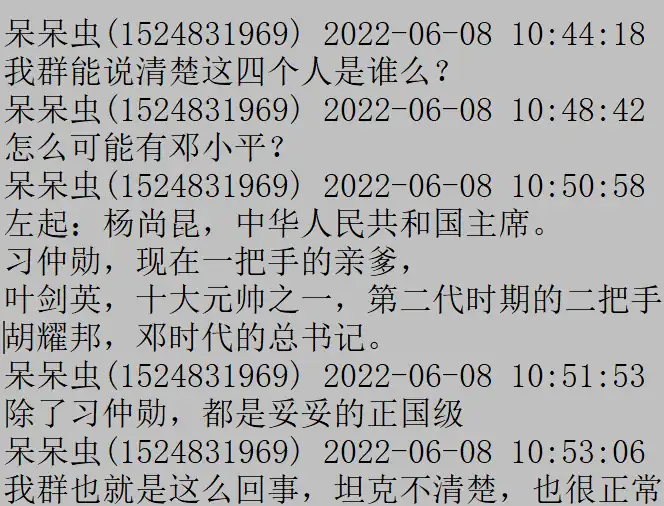 呆呆虫(1524831969) 2022-06-08 10:44:18
我群能说清楚这四个人是谁么？
呆呆虫(1524831969) 2022-06-08 10:48:42
怎么可能有邓小平？
呆呆虫(1524831969) 2022-06-08 10:50:58
左起：杨尚昆，中华人民共和国主席。
习仲勋，现在一把手的亲爹，
叶剑英，十大元帅之一，第二代时期的二把手
胡耀邦，邓时代的总书记。
呆呆虫(1524831969) 2022-06-08 10:51:53
除了习仲勋，都是妥妥的正国级
呆呆虫(1524831969) 2022-06-08 10:53:06
我群也就是这么回事，坦克不清楚，也很正常